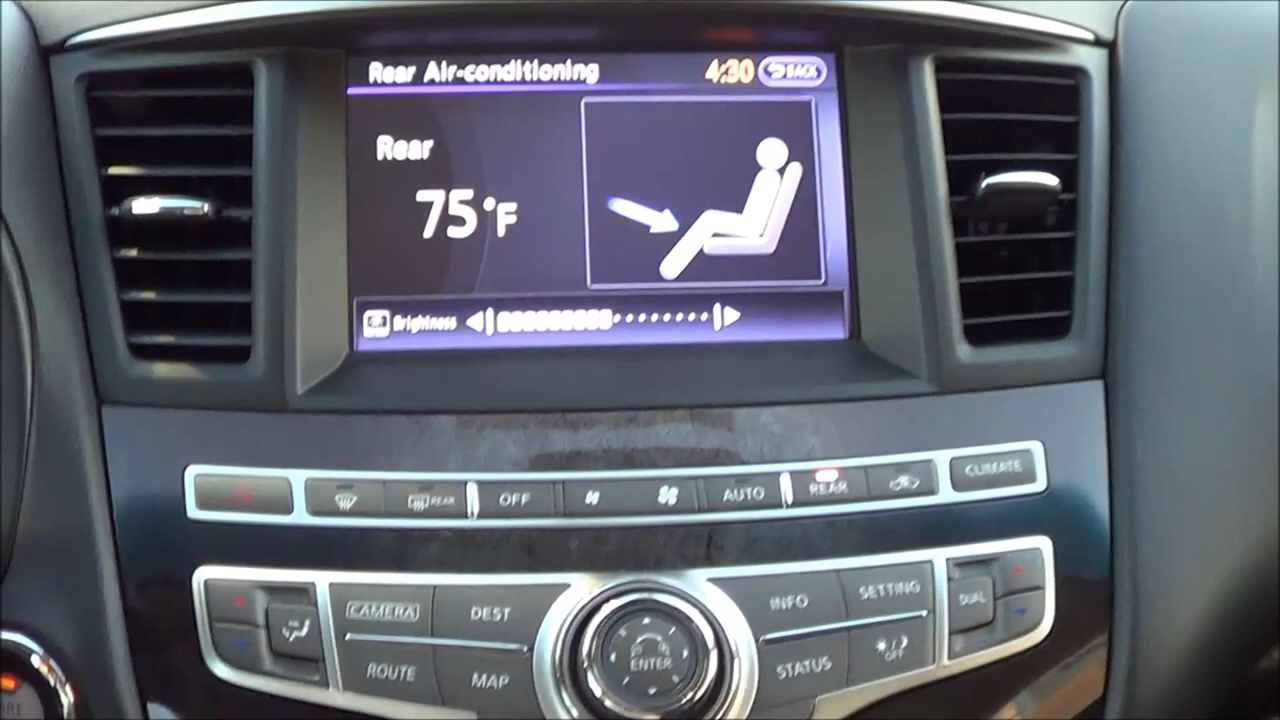 Rear Air-conditioning 4:30 BACK
Rear
75°F
Brightness
REAR OFF AUTO REAR CLIMATE
CAMERA DEST INFO SETTING DUAL
ENTER
ROUTE MAP STATUS OFF